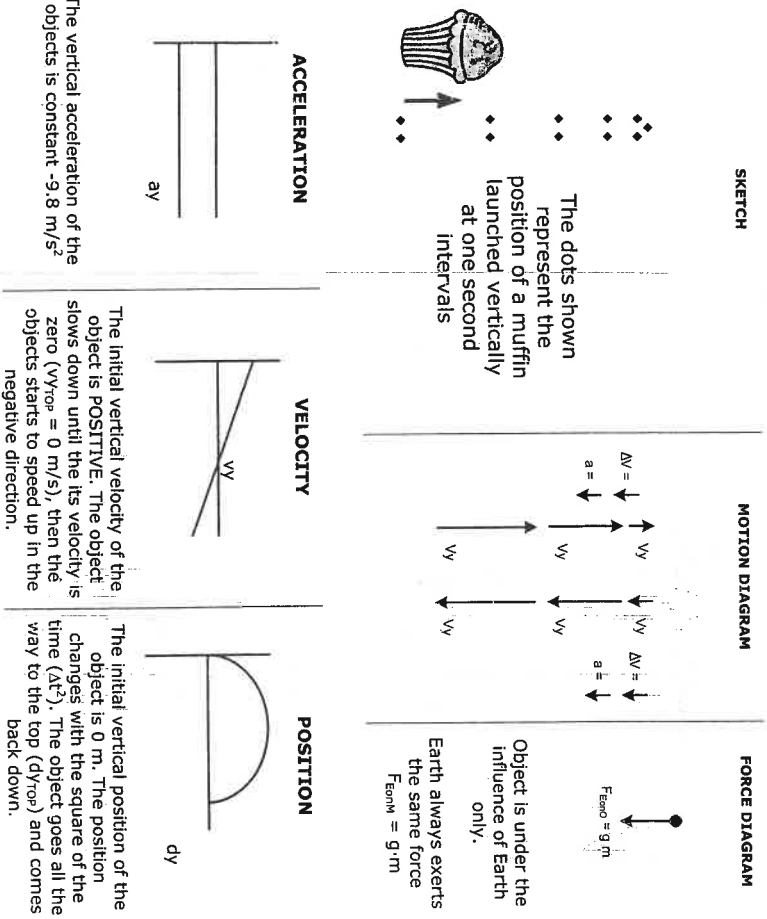 SKETCH
The dots shown
represent the
position of a muffin
launched vertically
at one second
intervals
MOTION DIAGRAM
Vy
Vy
Vy
ΔV =
a =
Vy
Vy
Vy
ΔV =
a =
FORCE DIAGRAM
FEonO = g m
Object is under the
influence of Earth
only.
Earth always exerts
the same force
FEonM = g·m
ACCELERATION
ay
The vertical acceleration of the
objects is constant -9.8 m/s²
VELOCITY
vy
The initial vertical velocity of the
object is POSITIVE. The object
slows down until the its velocity is
zero (vyTOP = 0 m/s), then the
objects starts to speed up in the
negative direction.
POSITION
dy
The initial vertical position of the
object is 0 m. The position
changes with the square of the
time (Δt²). The object goes all the
way to the top (dyTOP) and comes
back down.